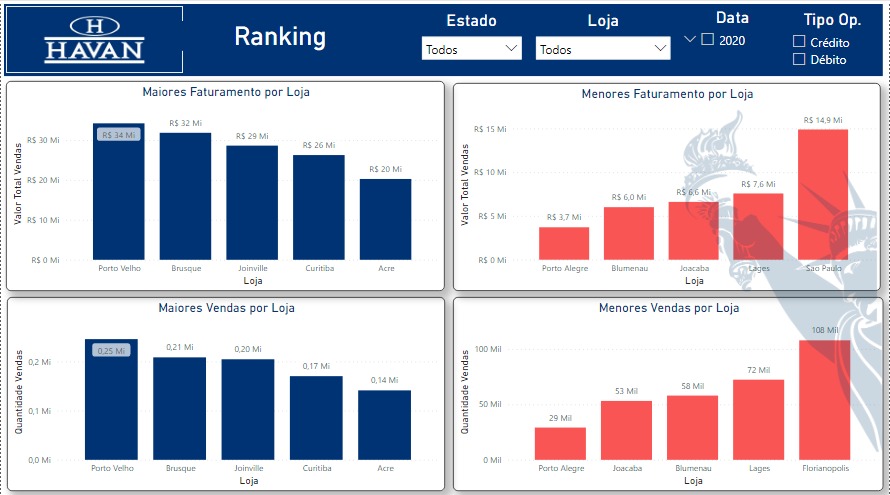 H
HAVAN
Ranking
Estado
Todos
Loja
Todos
Data
2020
Tipo Op.
Crédito
Débito
Maiores Faturamento por Loja
Valor Total Vendas
R$ 30 Mi
R$ 20 Mi
R$ 10 Mi
R$ 0 Mi
R$ 34 Mi
R$ 32 Mi
R$ 29 Mi
R$ 26 Mi
R$ 20 Mi
Porto Velho
Brusque
Joinville
Curitiba
Acre
Loja
Menores Faturamento por Loja
Valor Total Vendas
R$ 15 Mi
R$ 10 Mi
R$ 5 Mi
R$ 0 Mi
R$ 3,7 Mi
R$ 6,0 Mi
R$ 6,6 Mi
R$ 7,6 Mi
R$ 14,9 Mi
Porto Alegre
Blumenau
Joacaba
Lages
Sao Paulo
Loja
Maiores Vendas por Loja
Quantidade Vendas
0,2 Mi
0,1 Mi
0,0 Mi
0,25 Mi
0,21 Mi
0,20 Mi
0,17 Mi
0,14 Mi
Porto Velho
Brusque
Joinville
Curitiba
Acre
Loja
Menores Vendas por Loja
Quantidade Vendas
100 Mil
50 Mil
0 Mil
29 Mil
53 Mil
58 Mil
72 Mil
108 Mil
Porto Alegre
Joacaba
Blumenau
Lages
Florianopolis
Loja